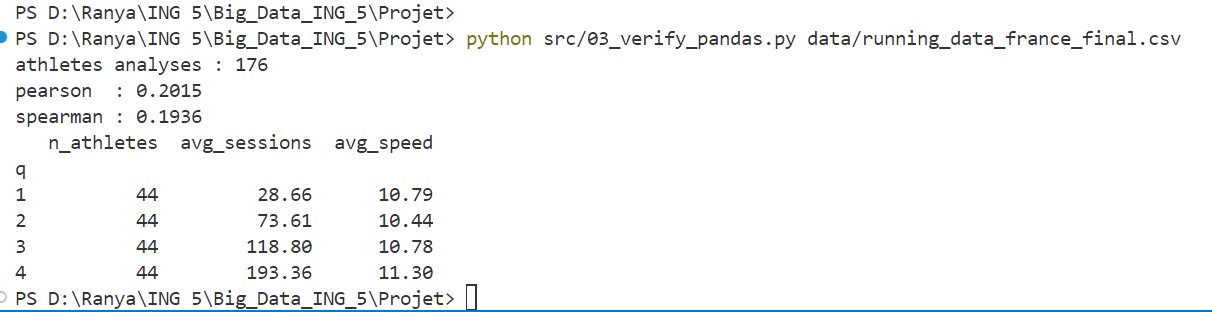 PS D:\Ranya\ING 5\Big_Data_ING_5\Projet>
PS D:\Ranya\ING 5\Big_Data_ING_5\Projet> python src/03_verify_pandas.py data/running_data_france_final.csv
athletes analyses : 176
pearson  : 0.2015
spearman : 0.1936
   n_athletes  avg_sessions  avg_speed
q
1          44         28.66      10.79
2          44         73.61      10.44
3          44        118.80      10.78
4          44        193.36      11.30
PS D:\Ranya\ING 5\Big_Data_ING_5\Projet>